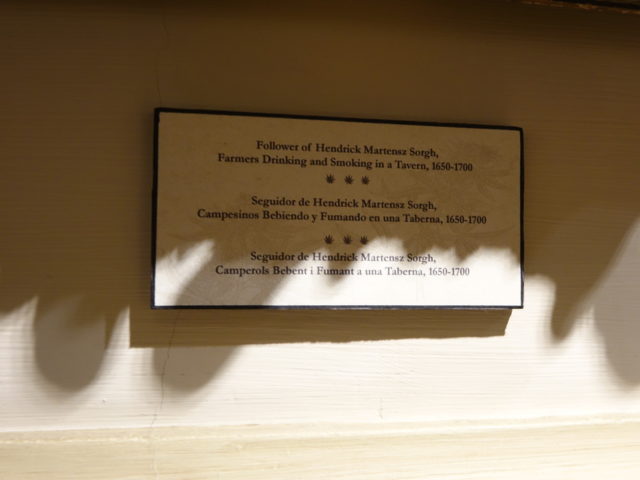 Follower of Hendrick Martensz Sorgh,
Farmers Drinking and Smoking in a Tavern, 1650-1700
Seguidor de Hendrick Martensz Sorgh,
Campesinos Bebiendo y Fumando en una Taberna, 1650-1700
Seguidor de Hendrick Martensz Sorgh,
Camperols Bebent i Fumant a una Taberna, 1650-1700